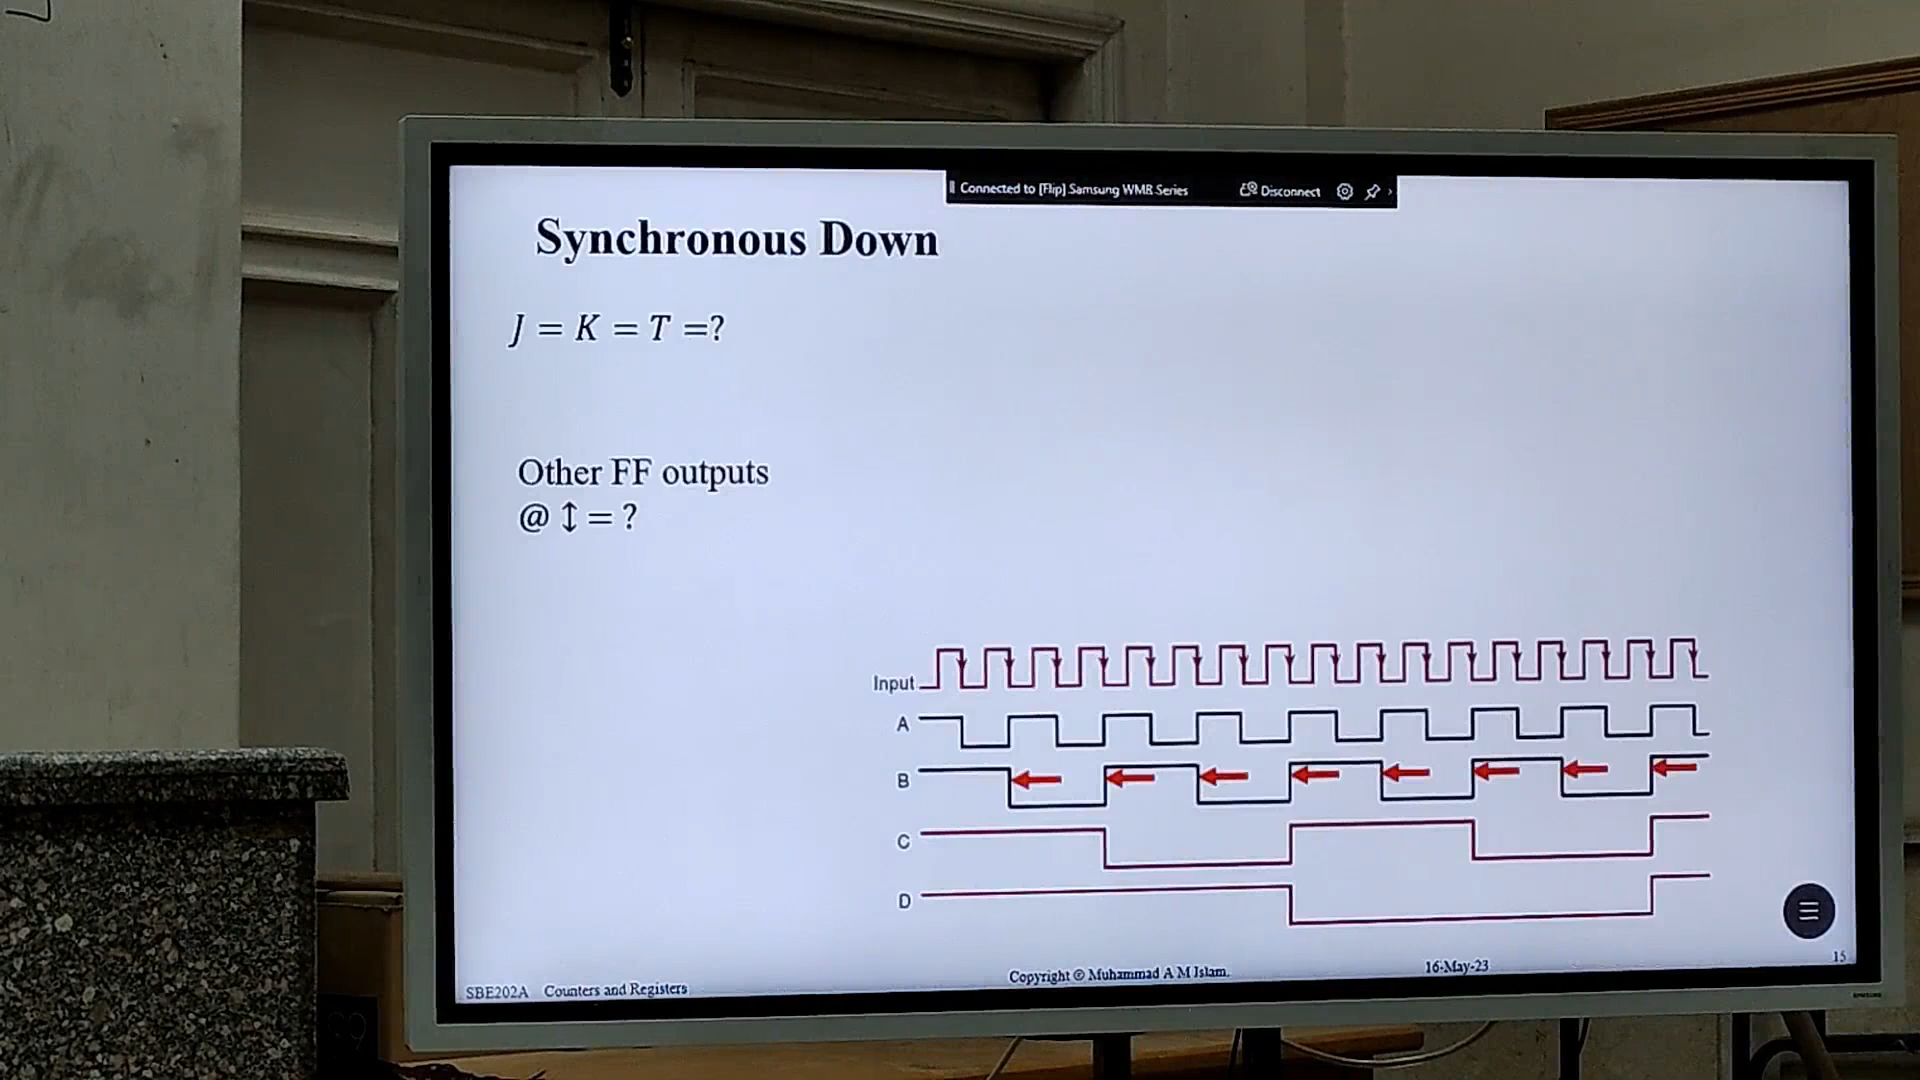 Connected to [Flip] Samsung WMR Series Disconnect
Synchronous Down
J = K = T =?
Other FF outputs
@ ↕ = ?
Input
A
B
C
D
SBE202A Counters and Registers
Copyright © Muhammad A M Islam.
16-May-23
15
SAMSUNG